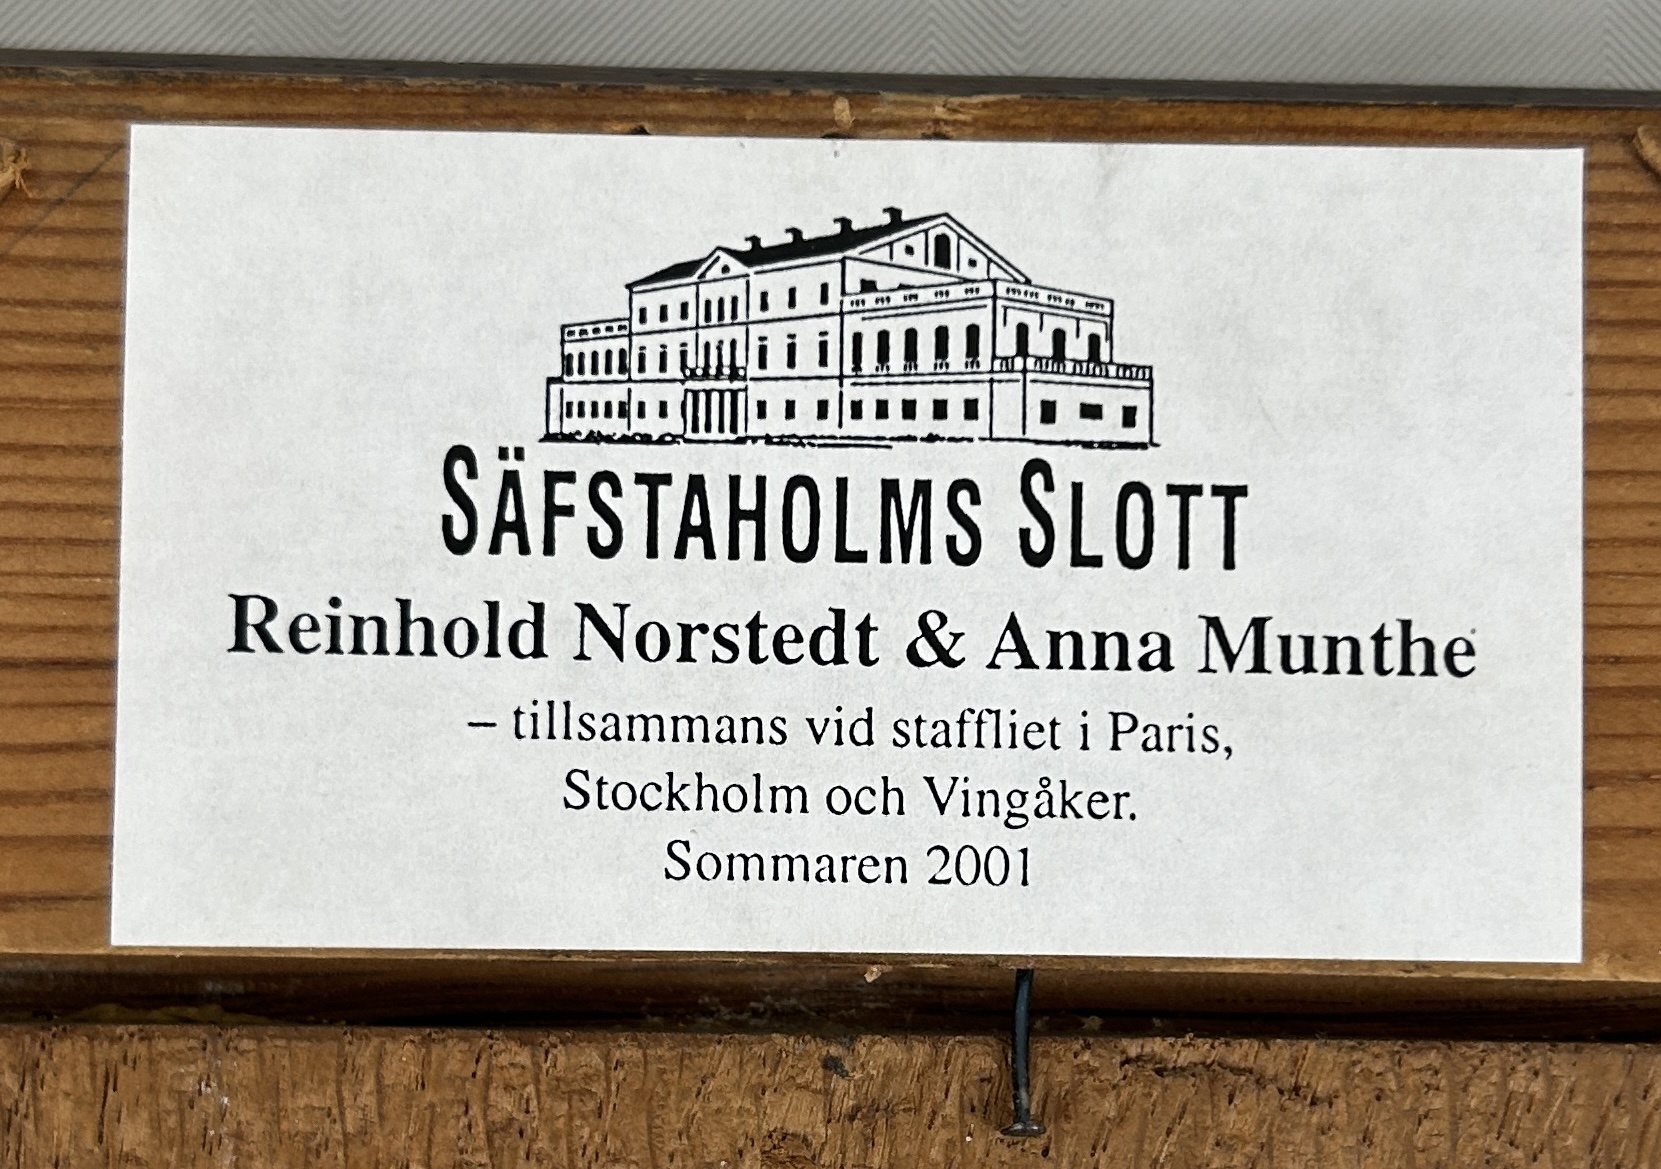 SÄFSTAHOLMS SLOTT
Reinhold Norstedt & Anna Munthe
– tillsammans vid staffliet i Paris,
Stockholm och Vingåker.
Sommaren 2001